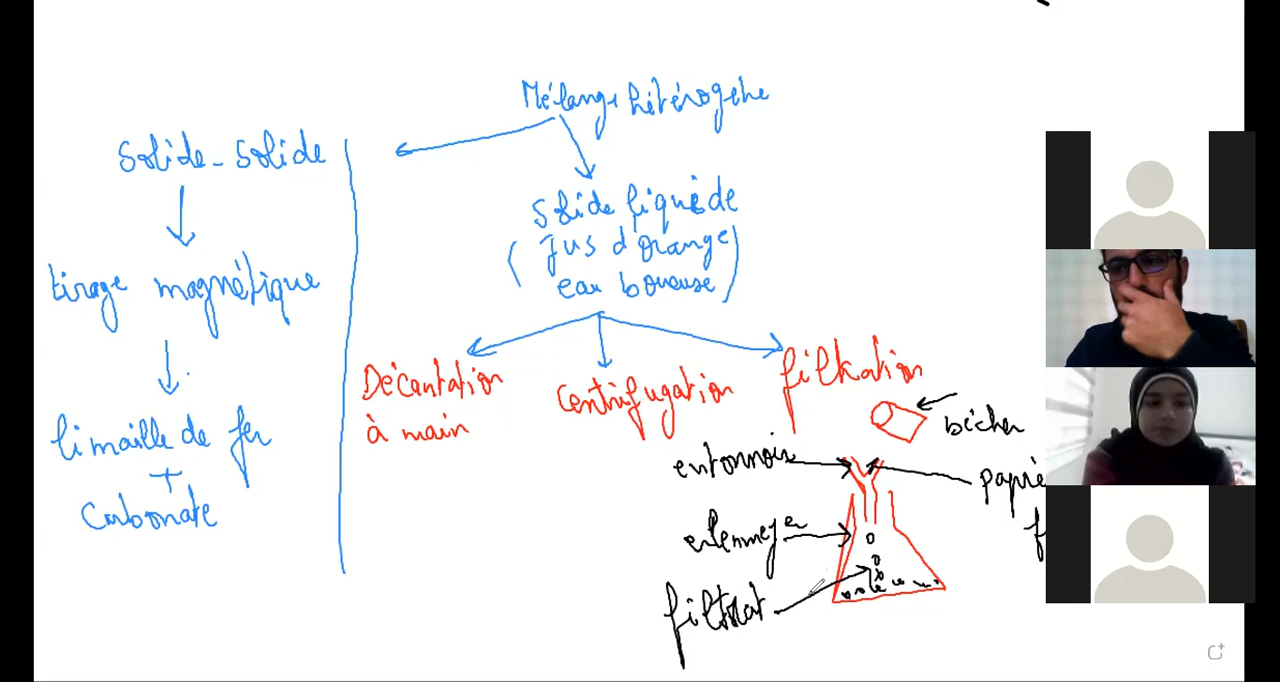 Mélange hétérogène
Solide - Solide
tirage magnétique
limaille de fer
+
Carbonate
Solide liquide
( jus d'orange
eau boueuse )
Décantation
à main
Centrifugation
filtration
bécher
entonnoir
papie
f
erlenmeyer
filtrat